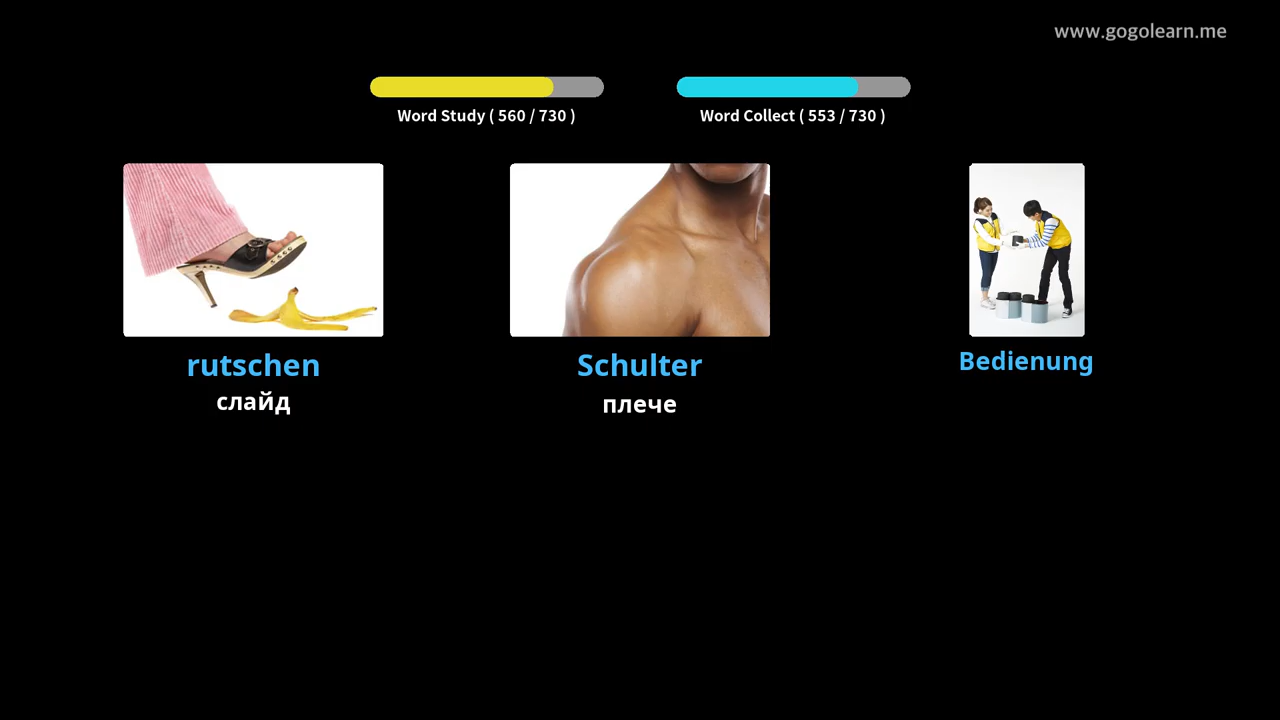 www.gogolearn.me
Word Study ( 560 / 730 )
Word Collect ( 553 / 730 )
rutschen
слайд
Schulter
плече
Bedienung